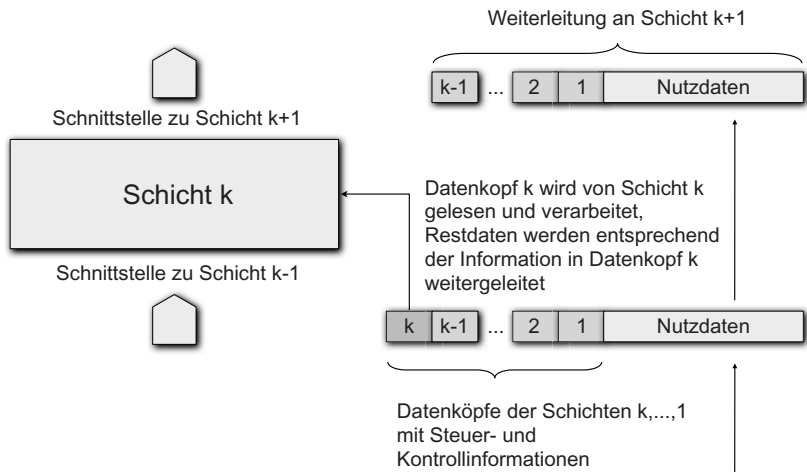 Weiterleitung an Schicht k+1
k-1 ... 2 1 Nutzdaten
Schnittstelle zu Schicht k+1
Schicht k
Datenkopf k wird von Schicht k
gelesen und verarbeitet,
Restdaten werden entsprechend
der Information in Datenkopf k
weitergeleitet
Schnittstelle zu Schicht k-1
k k-1 ... 2 1 Nutzdaten
Datenköpfe der Schichten k,...,1
mit Steuer- und
Kontrollinformationen